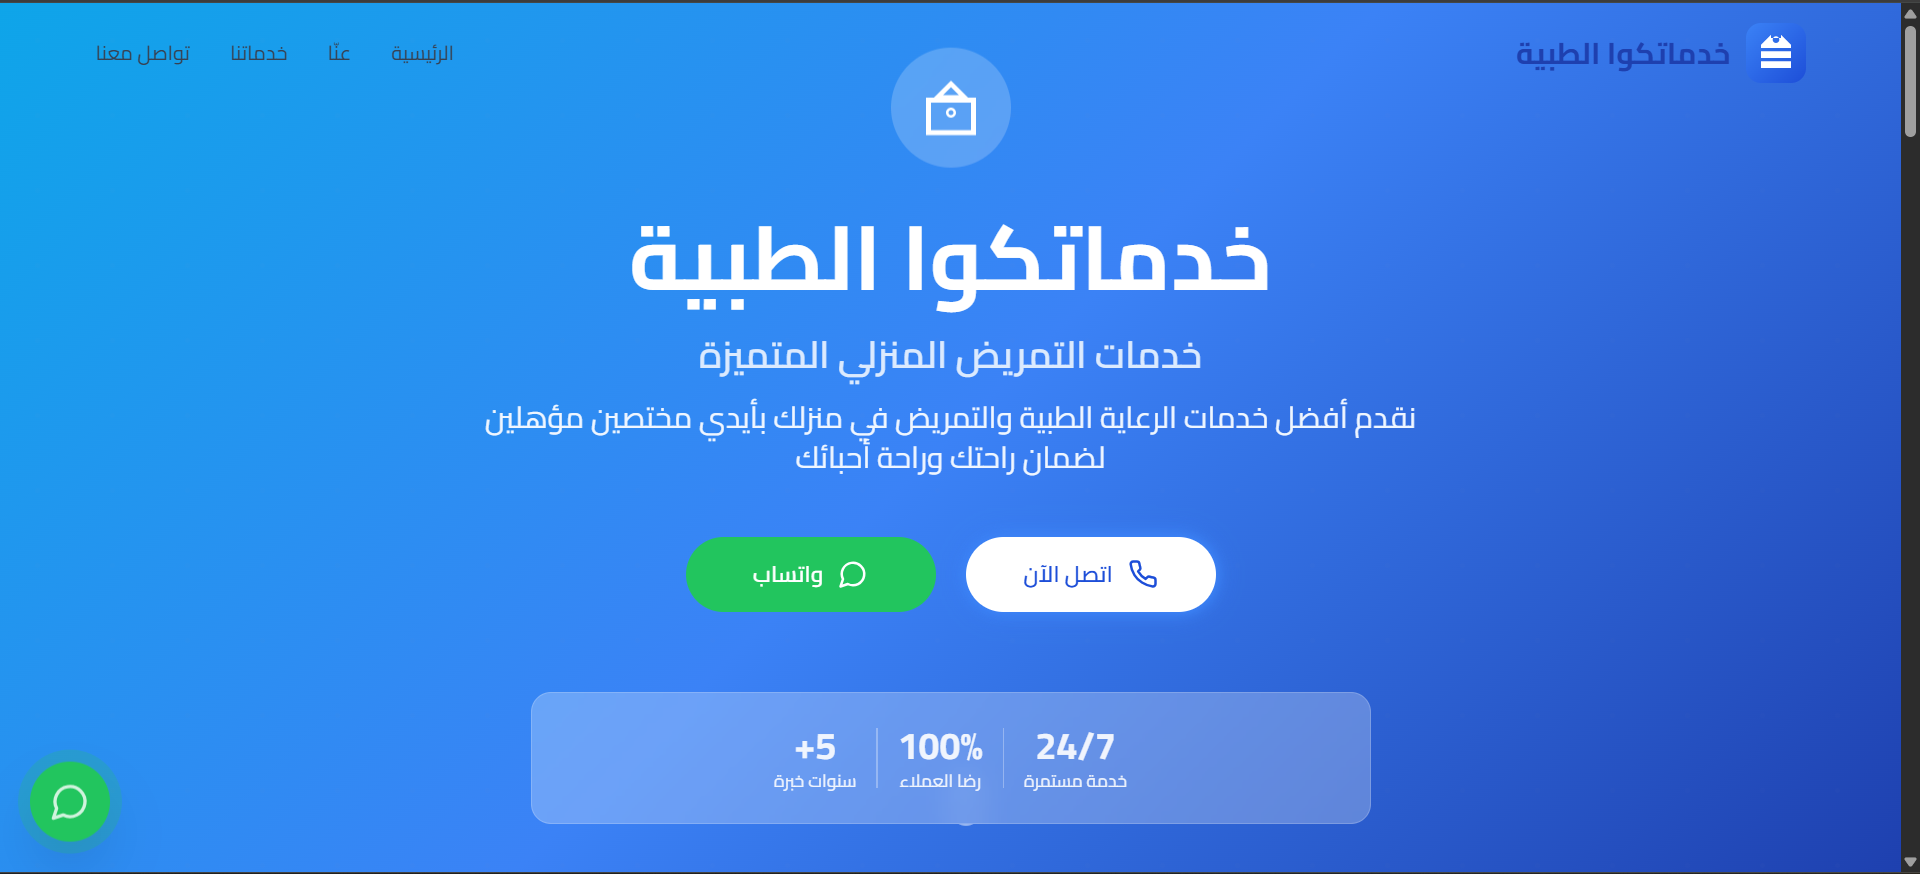 خدماتكوا الطبية
الرئيسية
عنّا
خدماتنا
تواصل معنا
خدماتكوا الطبية
خدمات التمريض المنزلي المتميزة
نقدم أفضل خدمات الرعاية الطبية والتمريض في منزلك بأيدي مختصين مؤهلين
لضمان راحتك وراحة أحبائك
اتصل الآن
واتساب
24/7
خدمة مستمرة
100%
رضا العملاء
+5
سنوات خبرة